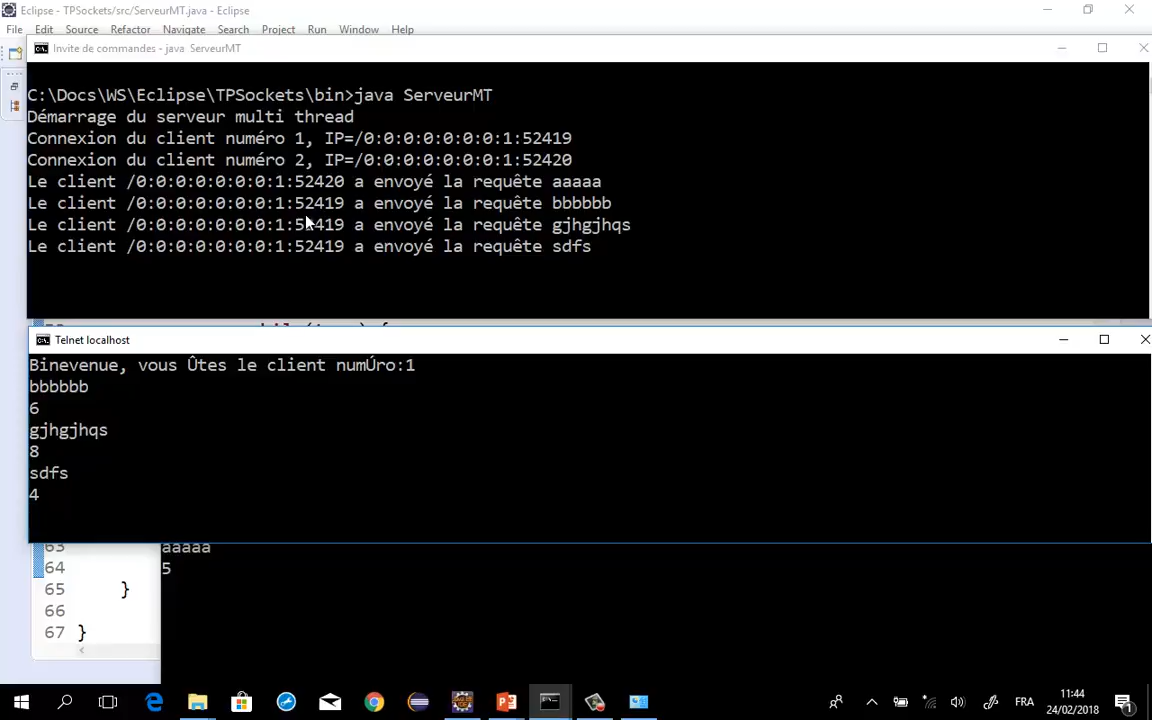 Eclipse - TPSockets/src/ServeurMT.java - Eclipse
File Edit Source Refactor Navigate Search Project Run Window Help
Invite de commandes - java ServeurMT
C:\Docs\WS\Eclipse\TPSockets\bin>java ServeurMT
Démarrage du serveur multi thread
Connexion du client numéro 1, IP=/0:0:0:0:0:0:0:1:52419
Connexion du client numéro 2, IP=/0:0:0:0:0:0:0:1:52420
Le client /0:0:0:0:0:0:0:1:52420 a envoyé la requête aaaaa
Le client /0:0:0:0:0:0:0:1:52419 a envoyé la requête bbbbbb
Le client /0:0:0:0:0:0:0:1:52419 a envoyé la requête gjhgjhqs
Le client /0:0:0:0:0:0:0:1:52419 a envoyé la requête sdfs
Telnet localhost
Binevenue, vous Ûtes le client numÚro:1
bbbbbb
6
gjhgjhqs
8
sdfs
4
63 aaaaa
64 5
65 }
66
67 }
FRA
11:44
24/02/2018